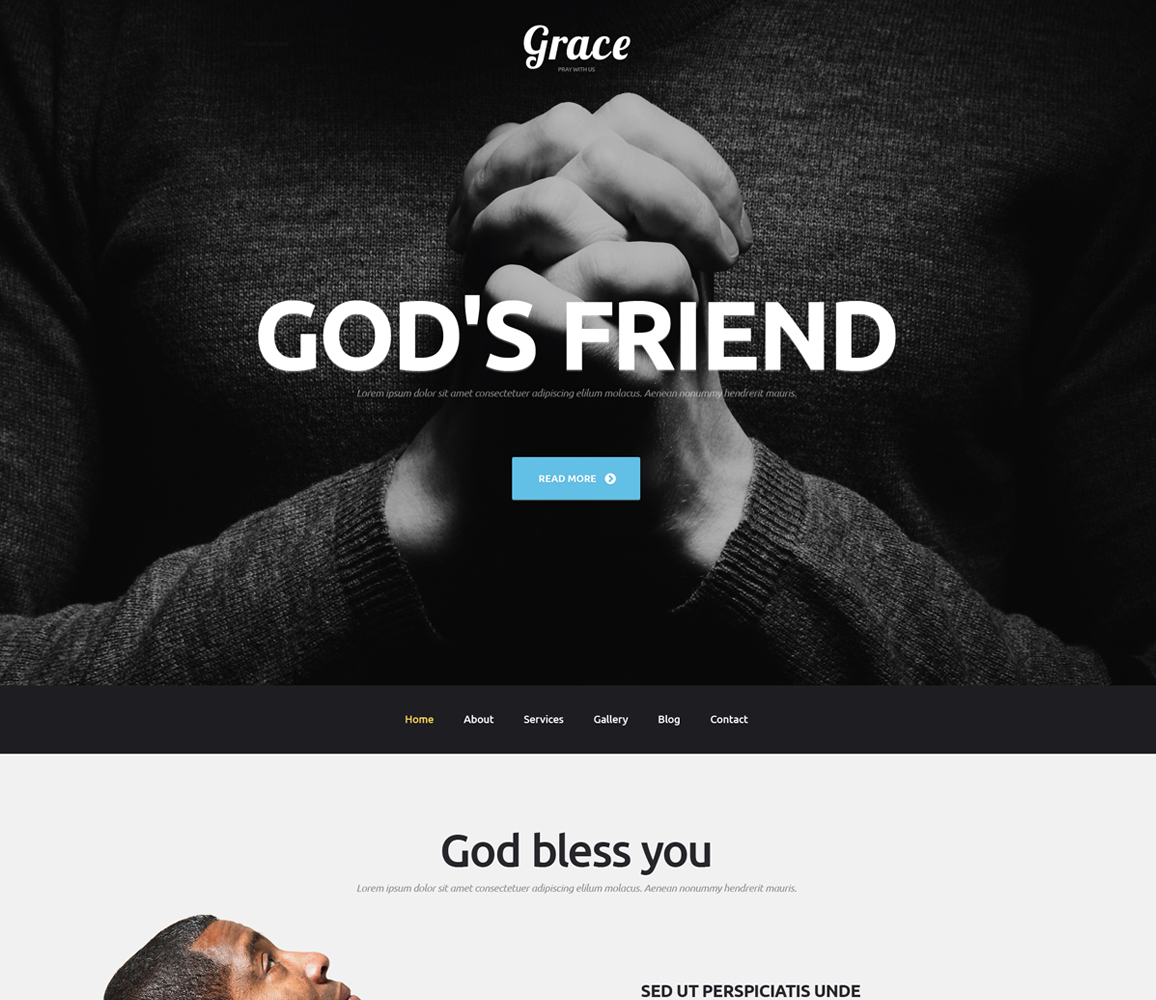 Grace
PRAY WITH US
GOD'S FRIEND
Lorem ipsum dolor sit amet consectetuer adipiscing elilum molacus. Aenean nonummy hendrerit mauris.
READ MORE
Home About Services Gallery Blog Contact
God bless you
Lorem ipsum dolor sit amet consectetuer adipiscing elilum molacus. Aenean nonummy hendrerit mauris.
SED UT PERSPICIATIS UNDE